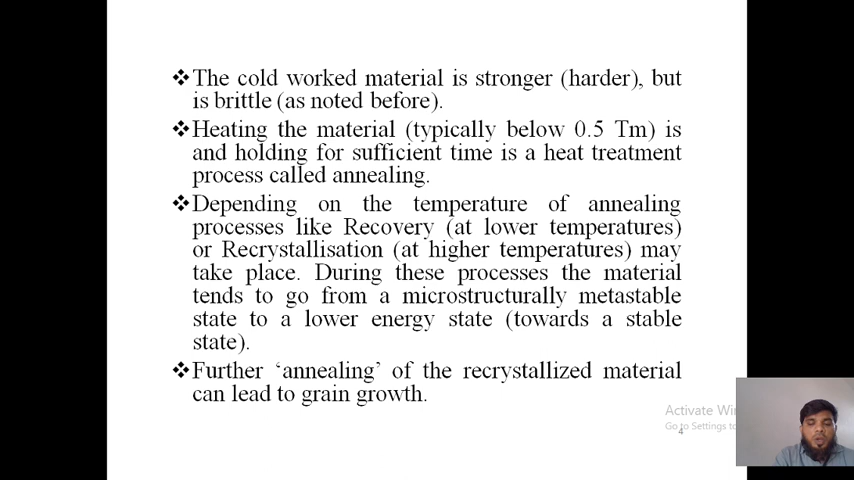 ❖The cold worked material is stronger (harder), but
is brittle (as noted before).
❖Heating the material (typically below 0.5 Tm) is
and holding for sufficient time is a heat treatment
process called annealing.
❖Depending on the temperature of annealing
processes like Recovery (at lower temperatures)
or Recrystallisation (at higher temperatures) may
take place. During these processes the material
tends to go from a microstructurally metastable
state to a lower energy state (towards a stable
state).
❖Further ‘annealing’ of the recrystallized material
can lead to grain growth.
Activate Win
Go to Settings to
4